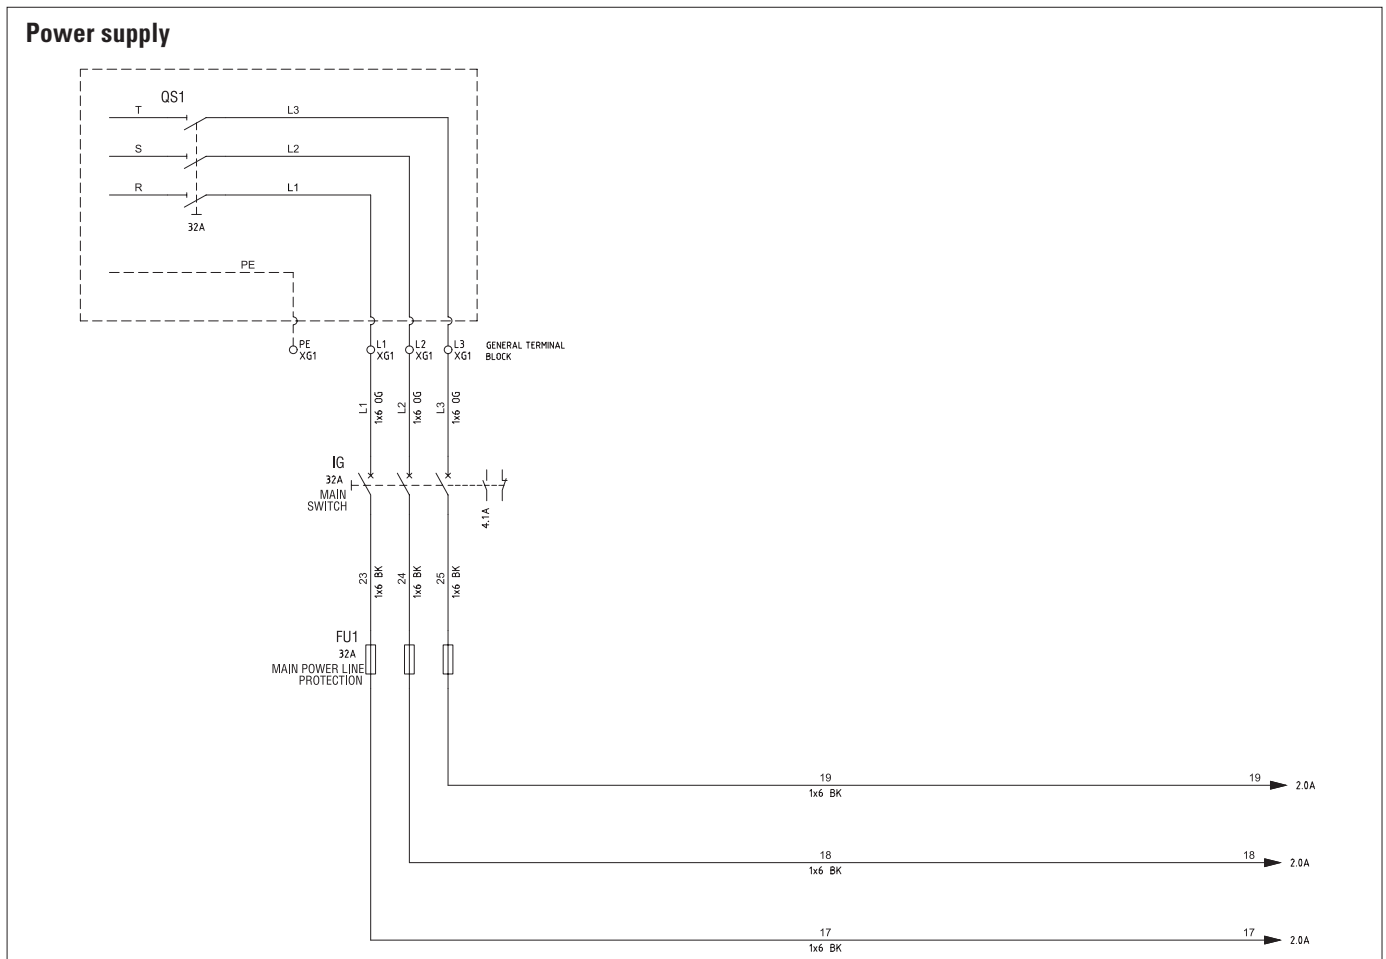 Power supply
QS1
T
L3
S
L2
R
L1
32A
PE
PE
XG1
L1
XG1
L2
XG1
L3
XG1
GENERAL TERMINAL
BLOCK
L1
1x6 OG
L2
1x6 OG
L3
1x6 OG
IG
32A
MAIN
SWITCH
4.1A
23
1x6 BK
24
1x6 BK
25
1x6 BK
FU1
32A
MAIN POWER LINE
PROTECTION
19
1x6 BK
19
2.0A
18
1x6 BK
18
2.0A
17
1x6 BK
17
2.0A